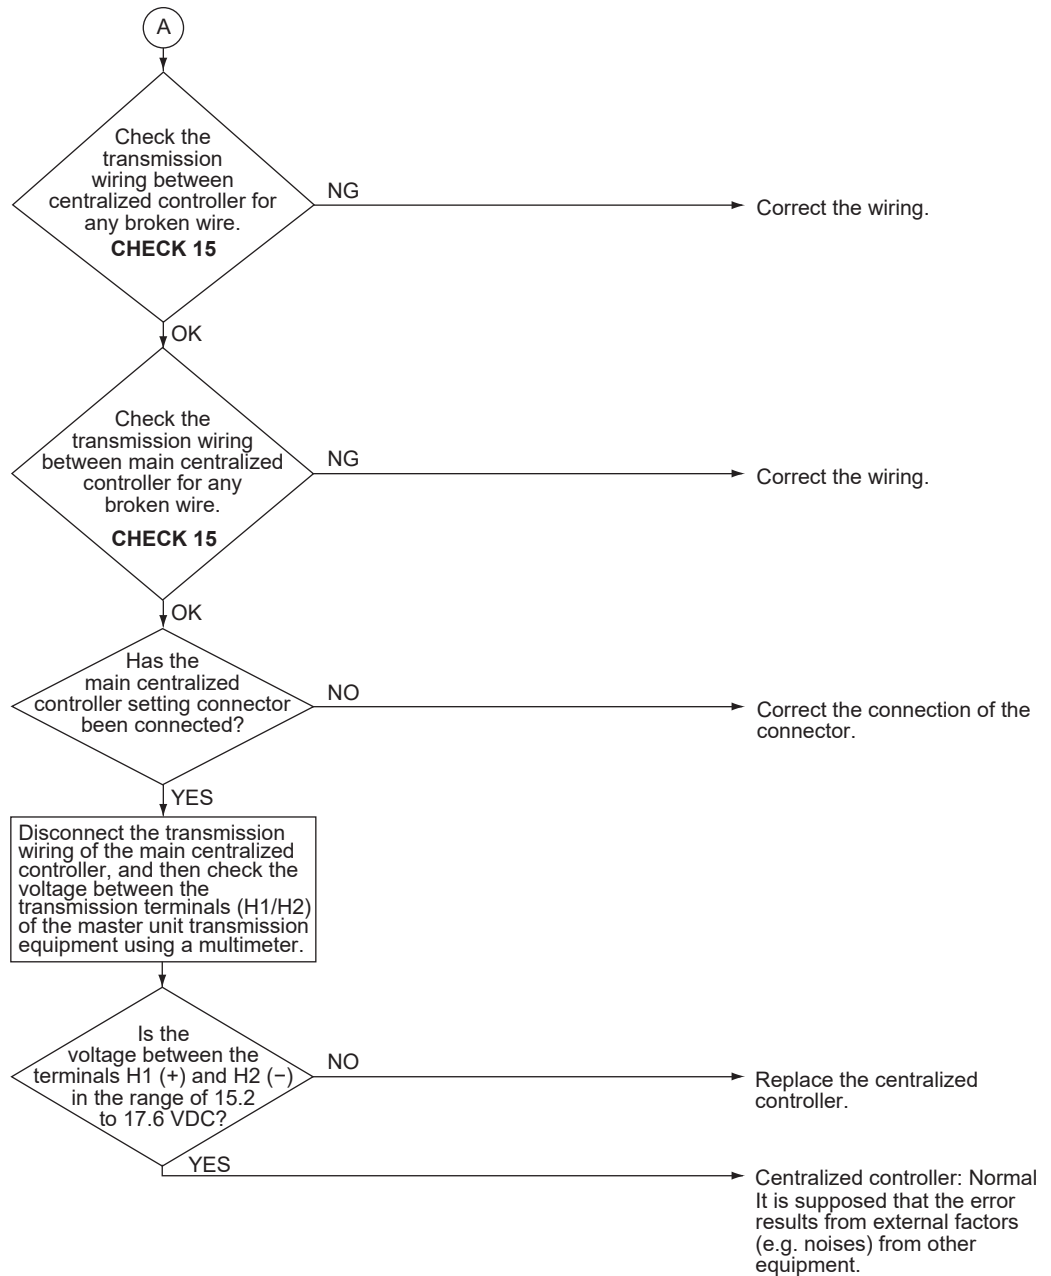 A
Check the
transmission
wiring between
centralized controller for
any broken wire.
CHECK 15
NG
Correct the wiring.
OK
Check the
transmission wiring
between main centralized
controller for any
broken wire.
CHECK 15
NG
Correct the wiring.
OK
Has the
main centralized
controller setting connector
been connected?
NO
Correct the connection of the
connector.
YES
Disconnect the transmission
wiring of the main centralized
controller, and then check the
voltage between the
transmission terminals (H1/H2)
of the master unit transmission
equipment using a multimeter.
Is the
voltage between the
terminals H1 (+) and H2 (−)
in the range of 15.2
to 17.6 VDC?
NO
Replace the centralized
controller.
YES
Centralized controller: Normal
It is supposed that the error
results from external factors
(e.g. noises) from other
equipment.